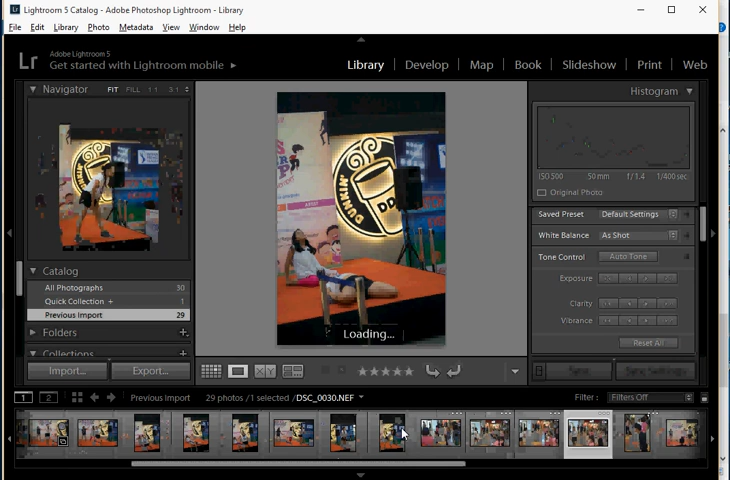 Lightroom 5 Catalog - Adobe Photoshop Lightroom - Library
File Edit Library Photo Metadata View Window Help
Lr
Adobe Lightroom 5
Get started with Lightroom mobile
Library Develop Map Book Slideshow Print Web
Navigator FIT FILL 1:1 3:1
Histogram
ISO 500 50 mm f / 1.4 1/400 sec
Original Photo
Saved Preset Default Settings
White Balance As Shot
Tone Control Auto Tone
Exposure
Clarity
Vibrance
Reset All
DUNKIN'
DD
Loading...
Catalog
All Photographs 30
Quick Collection + 1
Previous Import 29
Folders
Collections
Import... Export...
Sync Sync Settings
1 2 Previous Import 29 photos / 1 selected / DSC_0030.NEF Filter : Filters Off